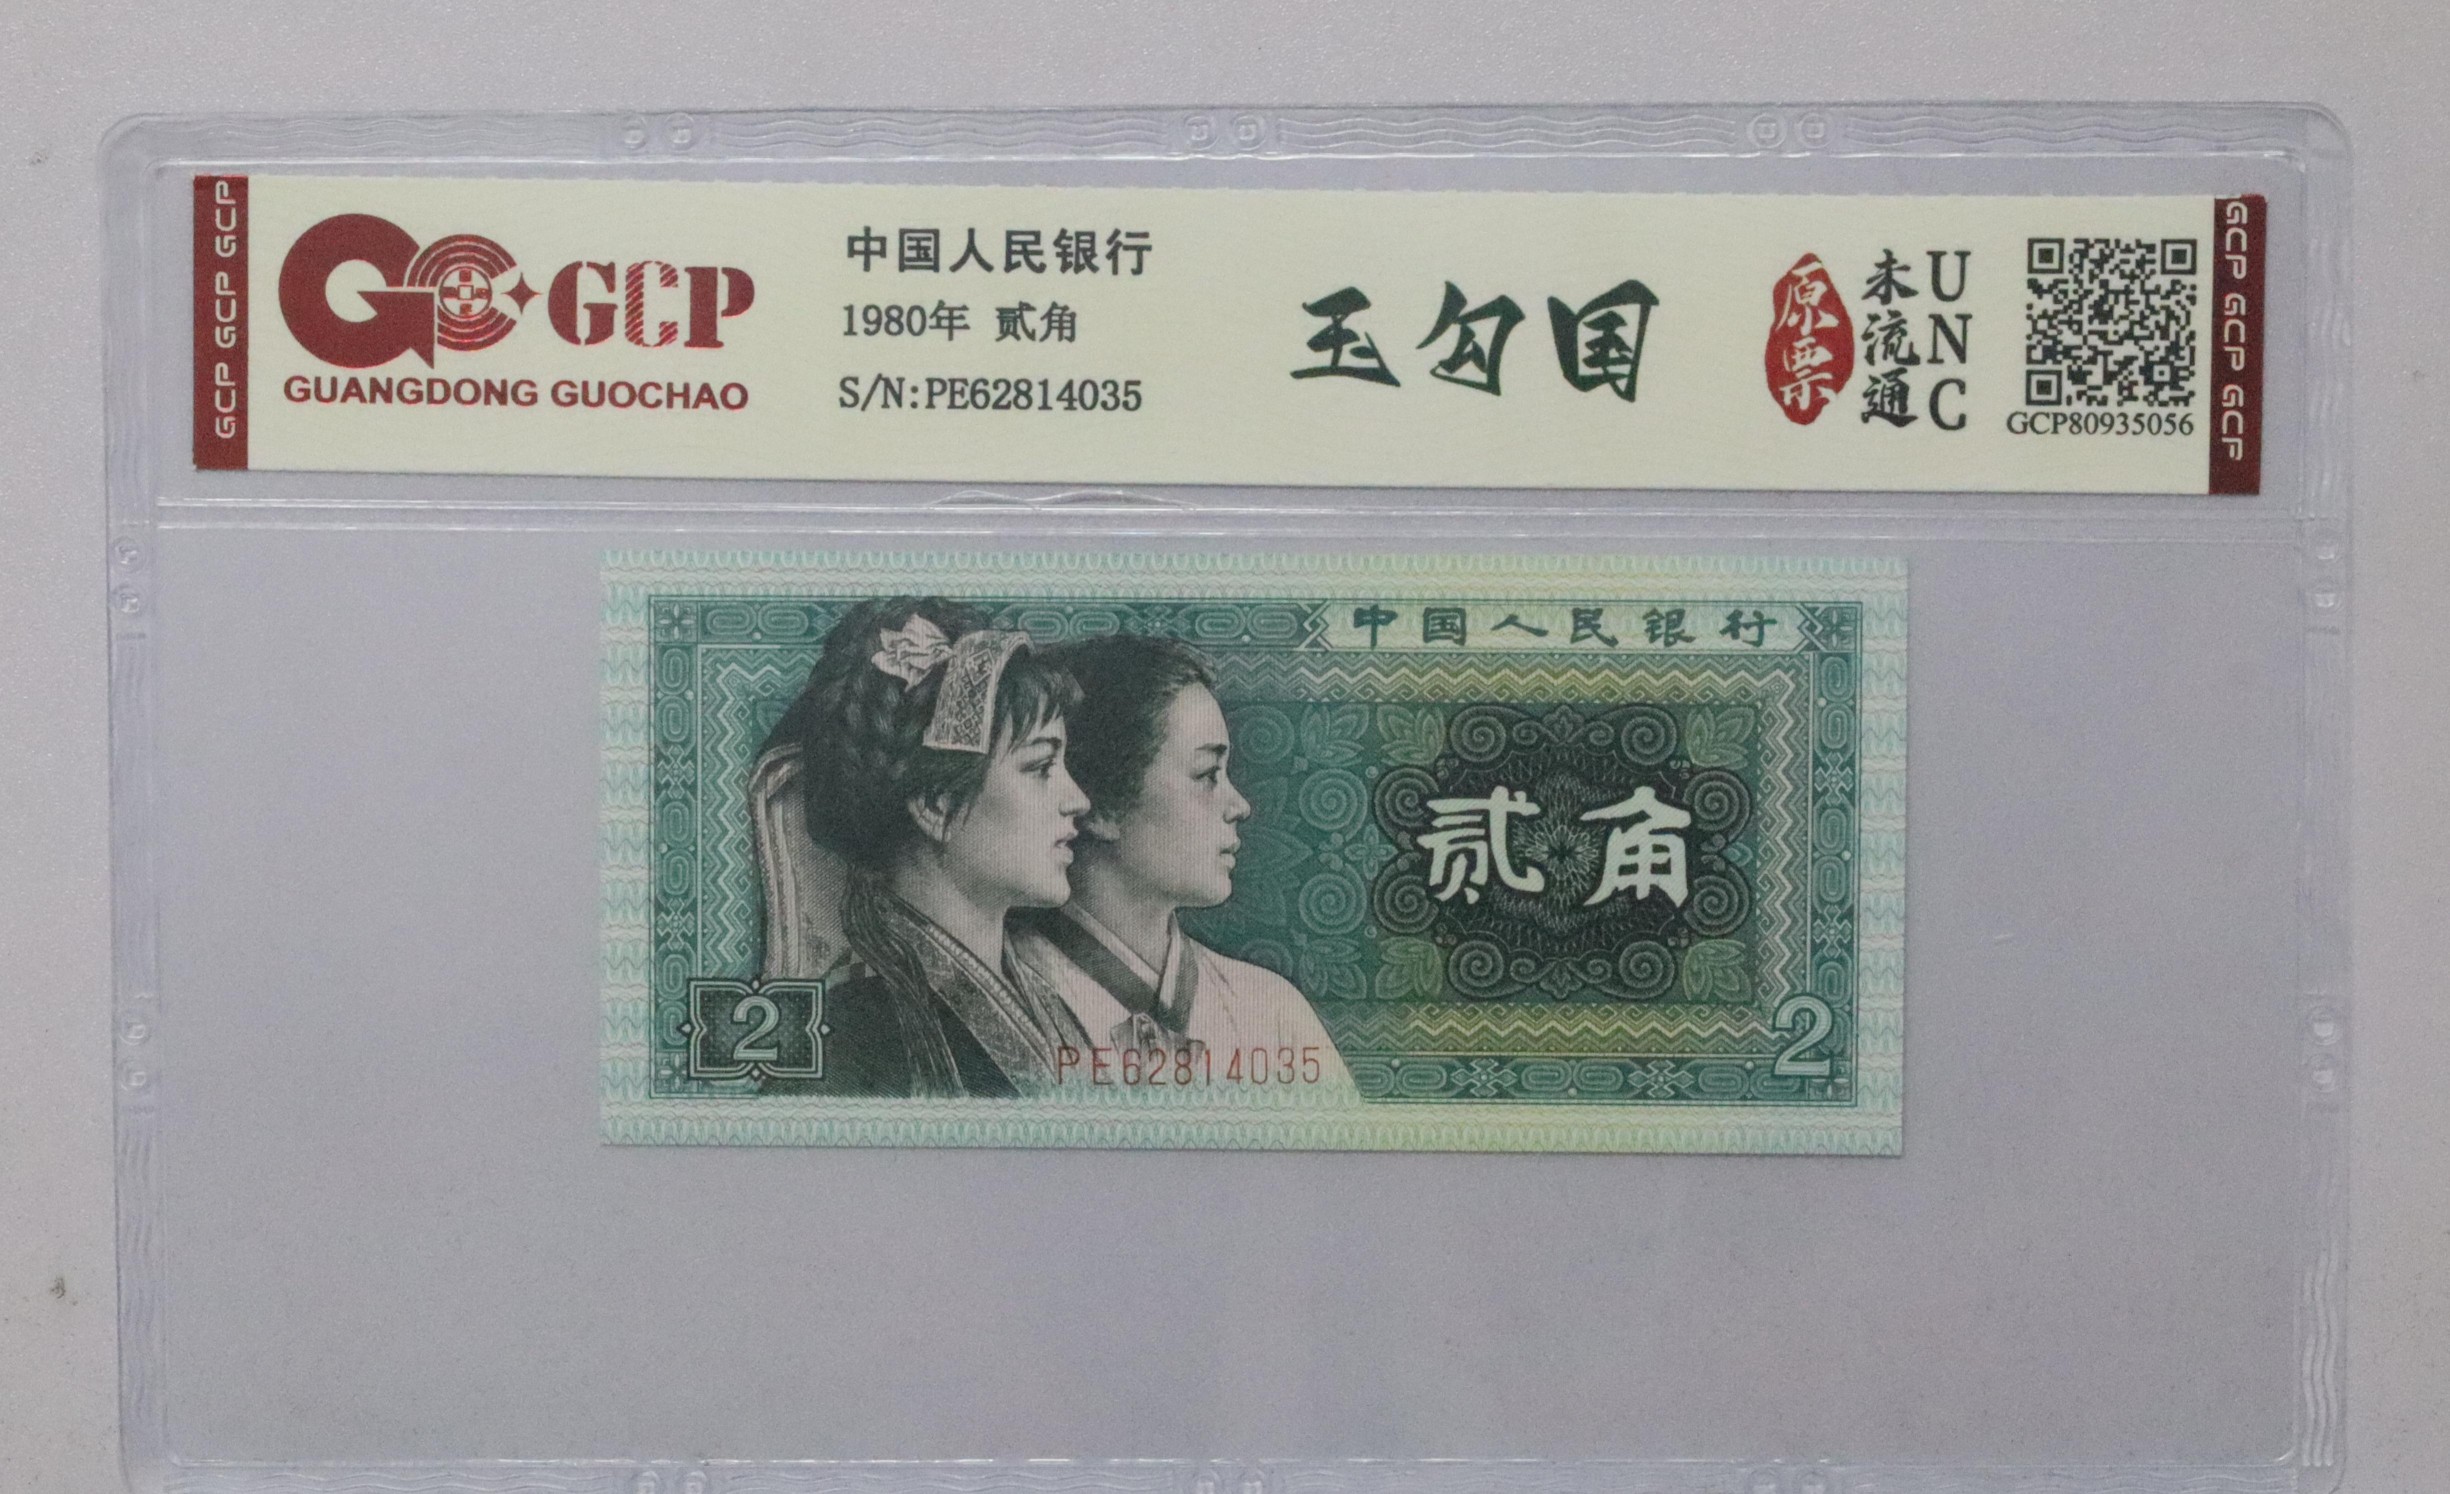 GCP GCP GCP
GCP
GUANGDONG GUOCHAO
中国人民银行
1980年 贰角
S/N:PE62814035
玉勾国
原票
未流通
UNC
GCP80935056
GCP GCP GCP
中国人民银行
贰角
2
2
PE62814035